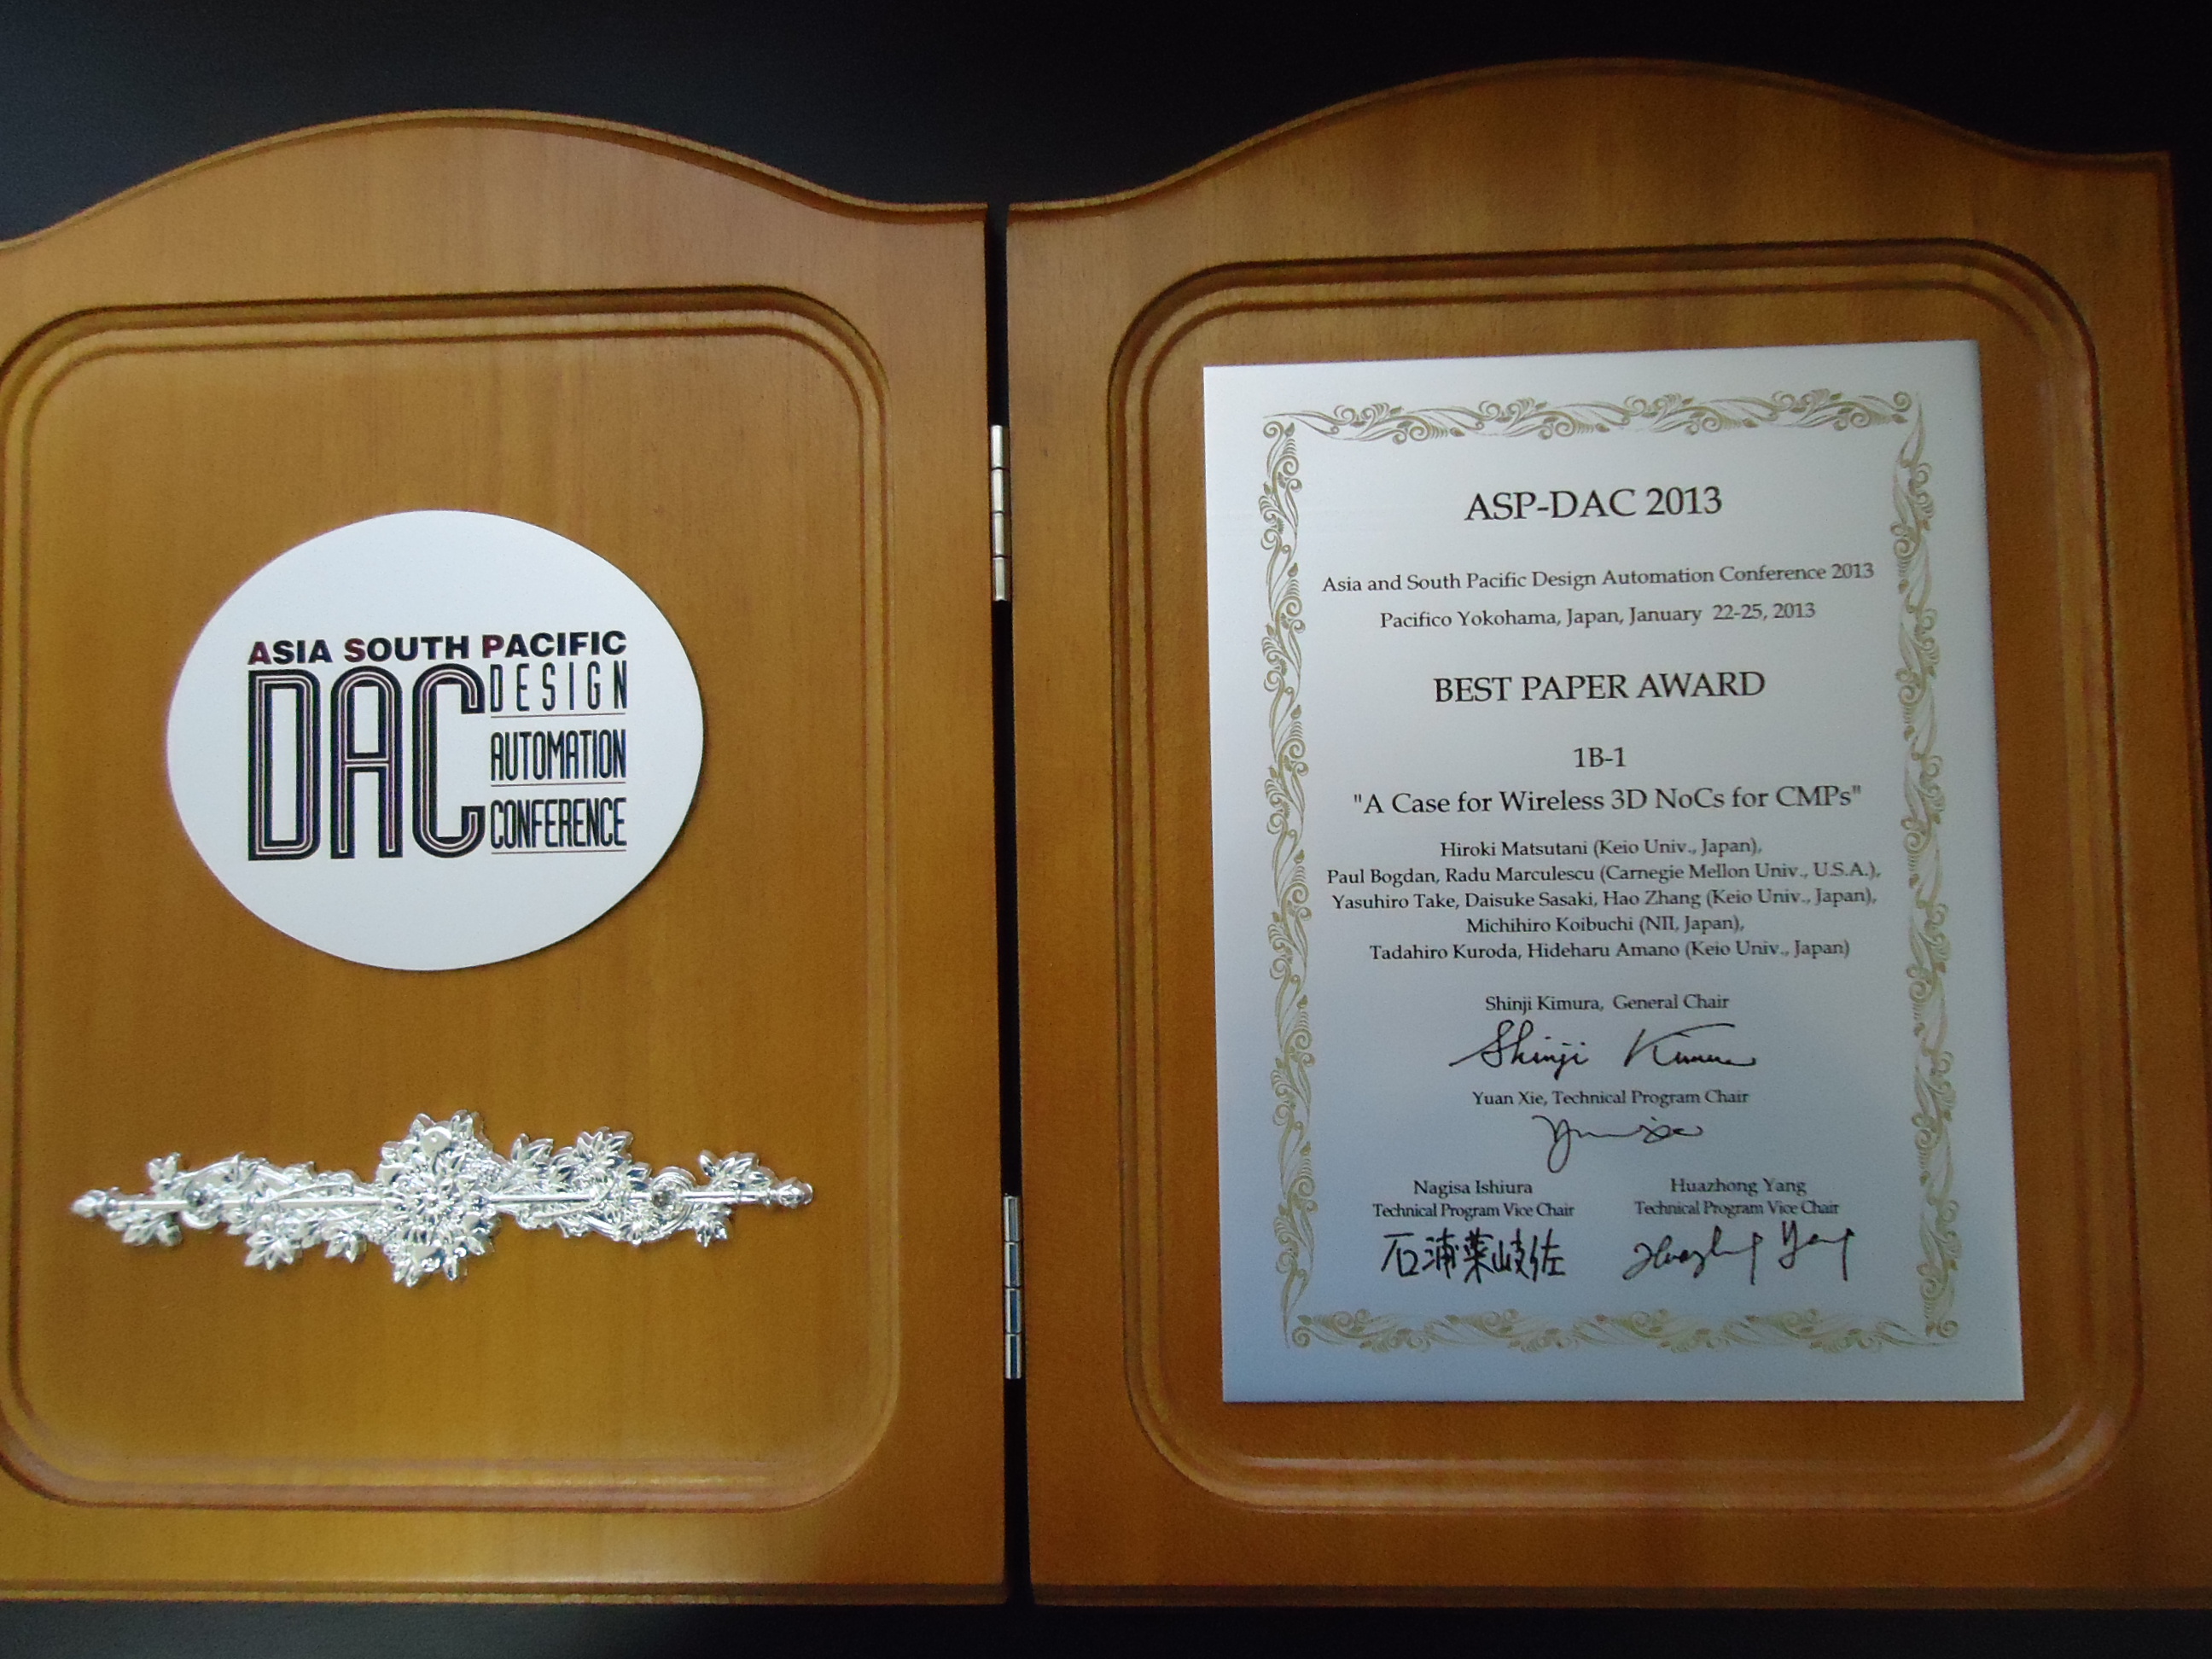 ASIA SOUTH PACIFIC
DAC
DESIGN
AUTOMATION
CONFERENCE
ASP-DAC 2013
Asia and South Pacific Design Automation Conference 2013
Pacifico Yokohama, Japan, January 22-25, 2013
BEST PAPER AWARD
1B-1
"A Case for Wireless 3D NoCs for CMPs"
Hiroki Matsutani (Keio Univ., Japan),
Paul Bogdan, Radu Marculescu (Carnegie Mellon Univ., U.S.A.),
Yasuhiro Take, Daisuke Sasaki, Hao Zhang (Keio Univ., Japan),
Michihiro Koibuchi (NII, Japan),
Tadahiro Kuroda, Hideharu Amano (Keio Univ., Japan)
Shinji Kimura, General Chair
Shinji Kimura
Yuan Xie, Technical Program Chair
Yuan Xie
Nagisa Ishiura Huazhong Yang
Technical Program Vice Chair Technical Program Vice Chair
石浦菜岐佐 Huazhong Yang